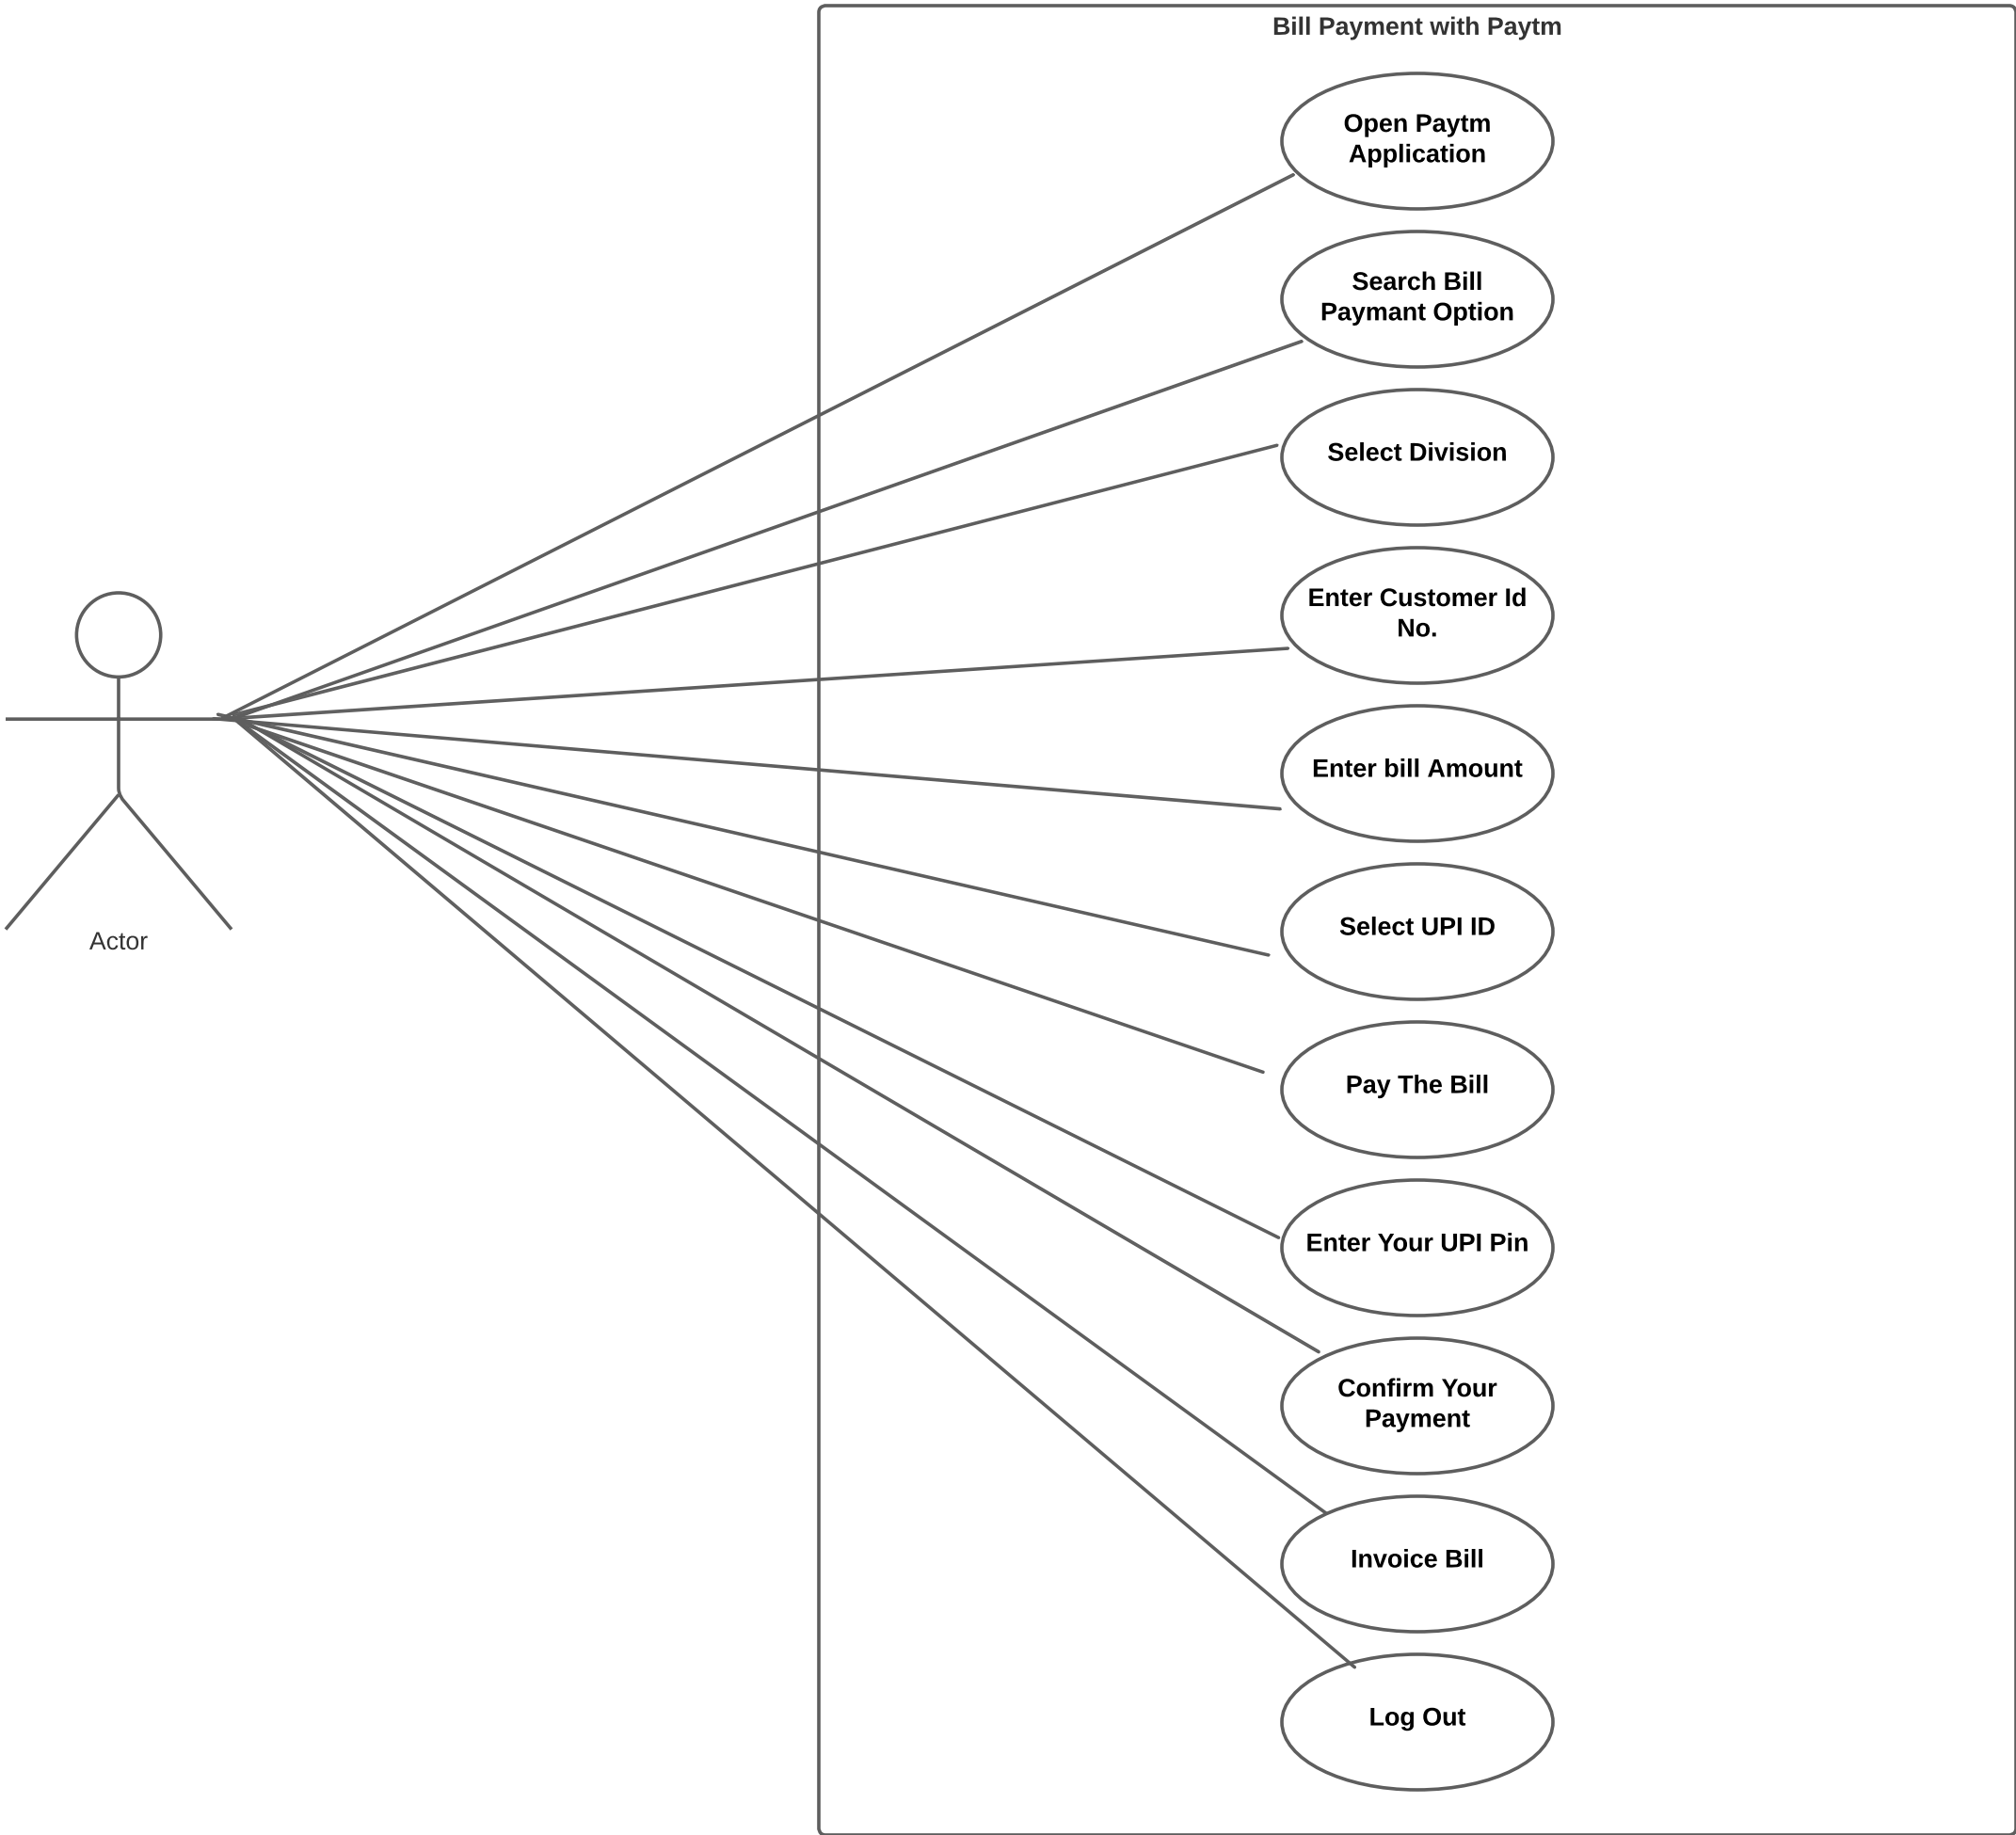 Bill Payment with Paytm
Open Paytm
Application
Search Bill
Paymant Option
Select Division
Enter Customer Id
No.
Enter bill Amount
Select UPI ID
Pay The Bill
Enter Your UPI Pin
Confirm Your
Payment
Invoice Bill
Log Out
Actor